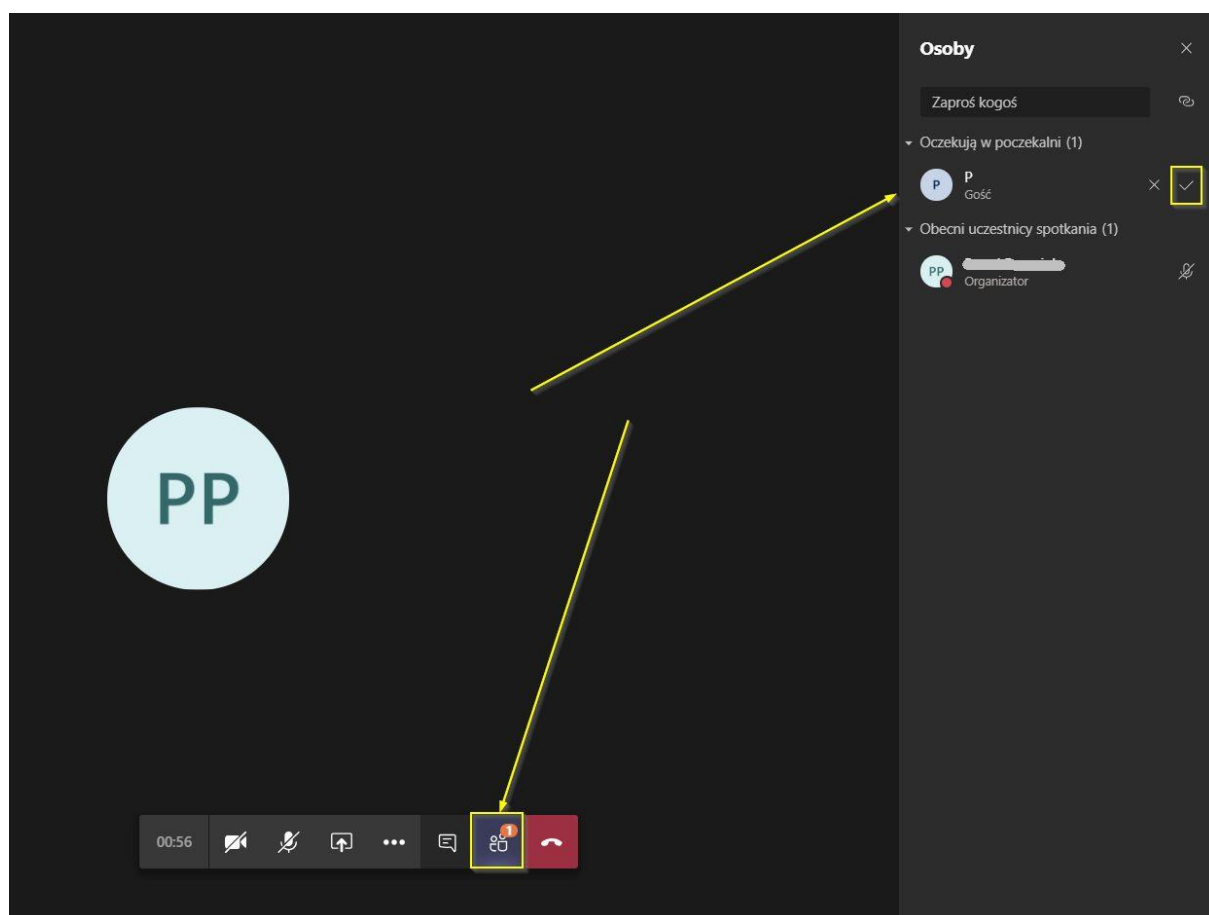 Osoby
Zaproś kogoś
Oczekują w poczekalni (1)
P
P
Gość
Obecni uczestnicy spotkania (1)
PP
Organizator
PP
00:56
1